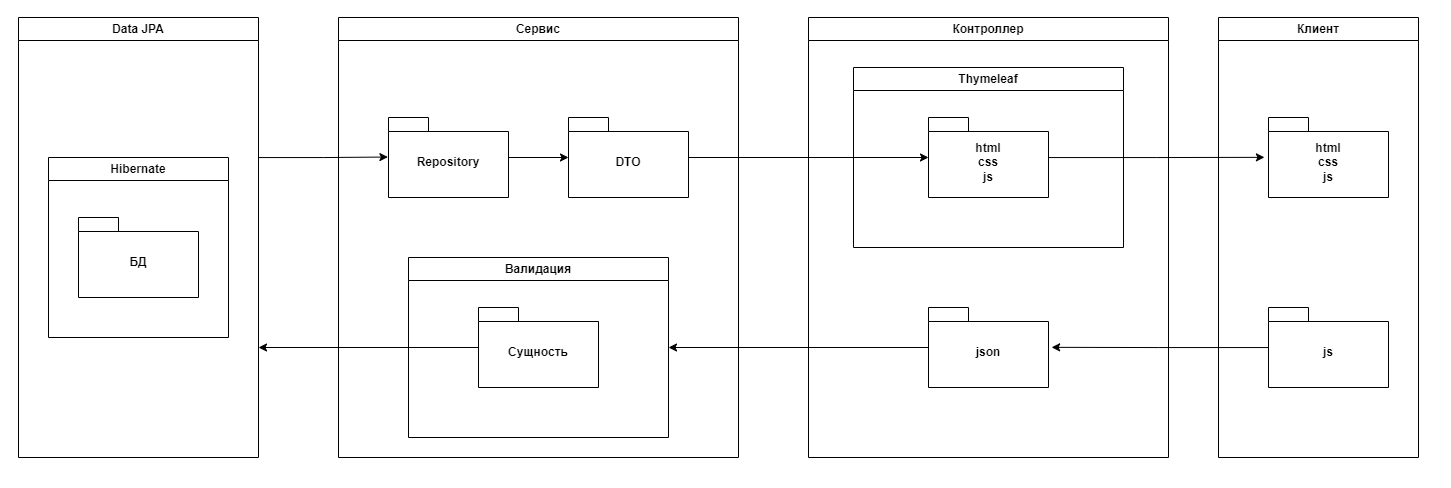 Data JPA
Hibernate
БД
Сервис
Repository
DTO
Валидация
Сущность
Контроллер
Thymeleaf
html
css
js
json
Клиент
html
css
js
js